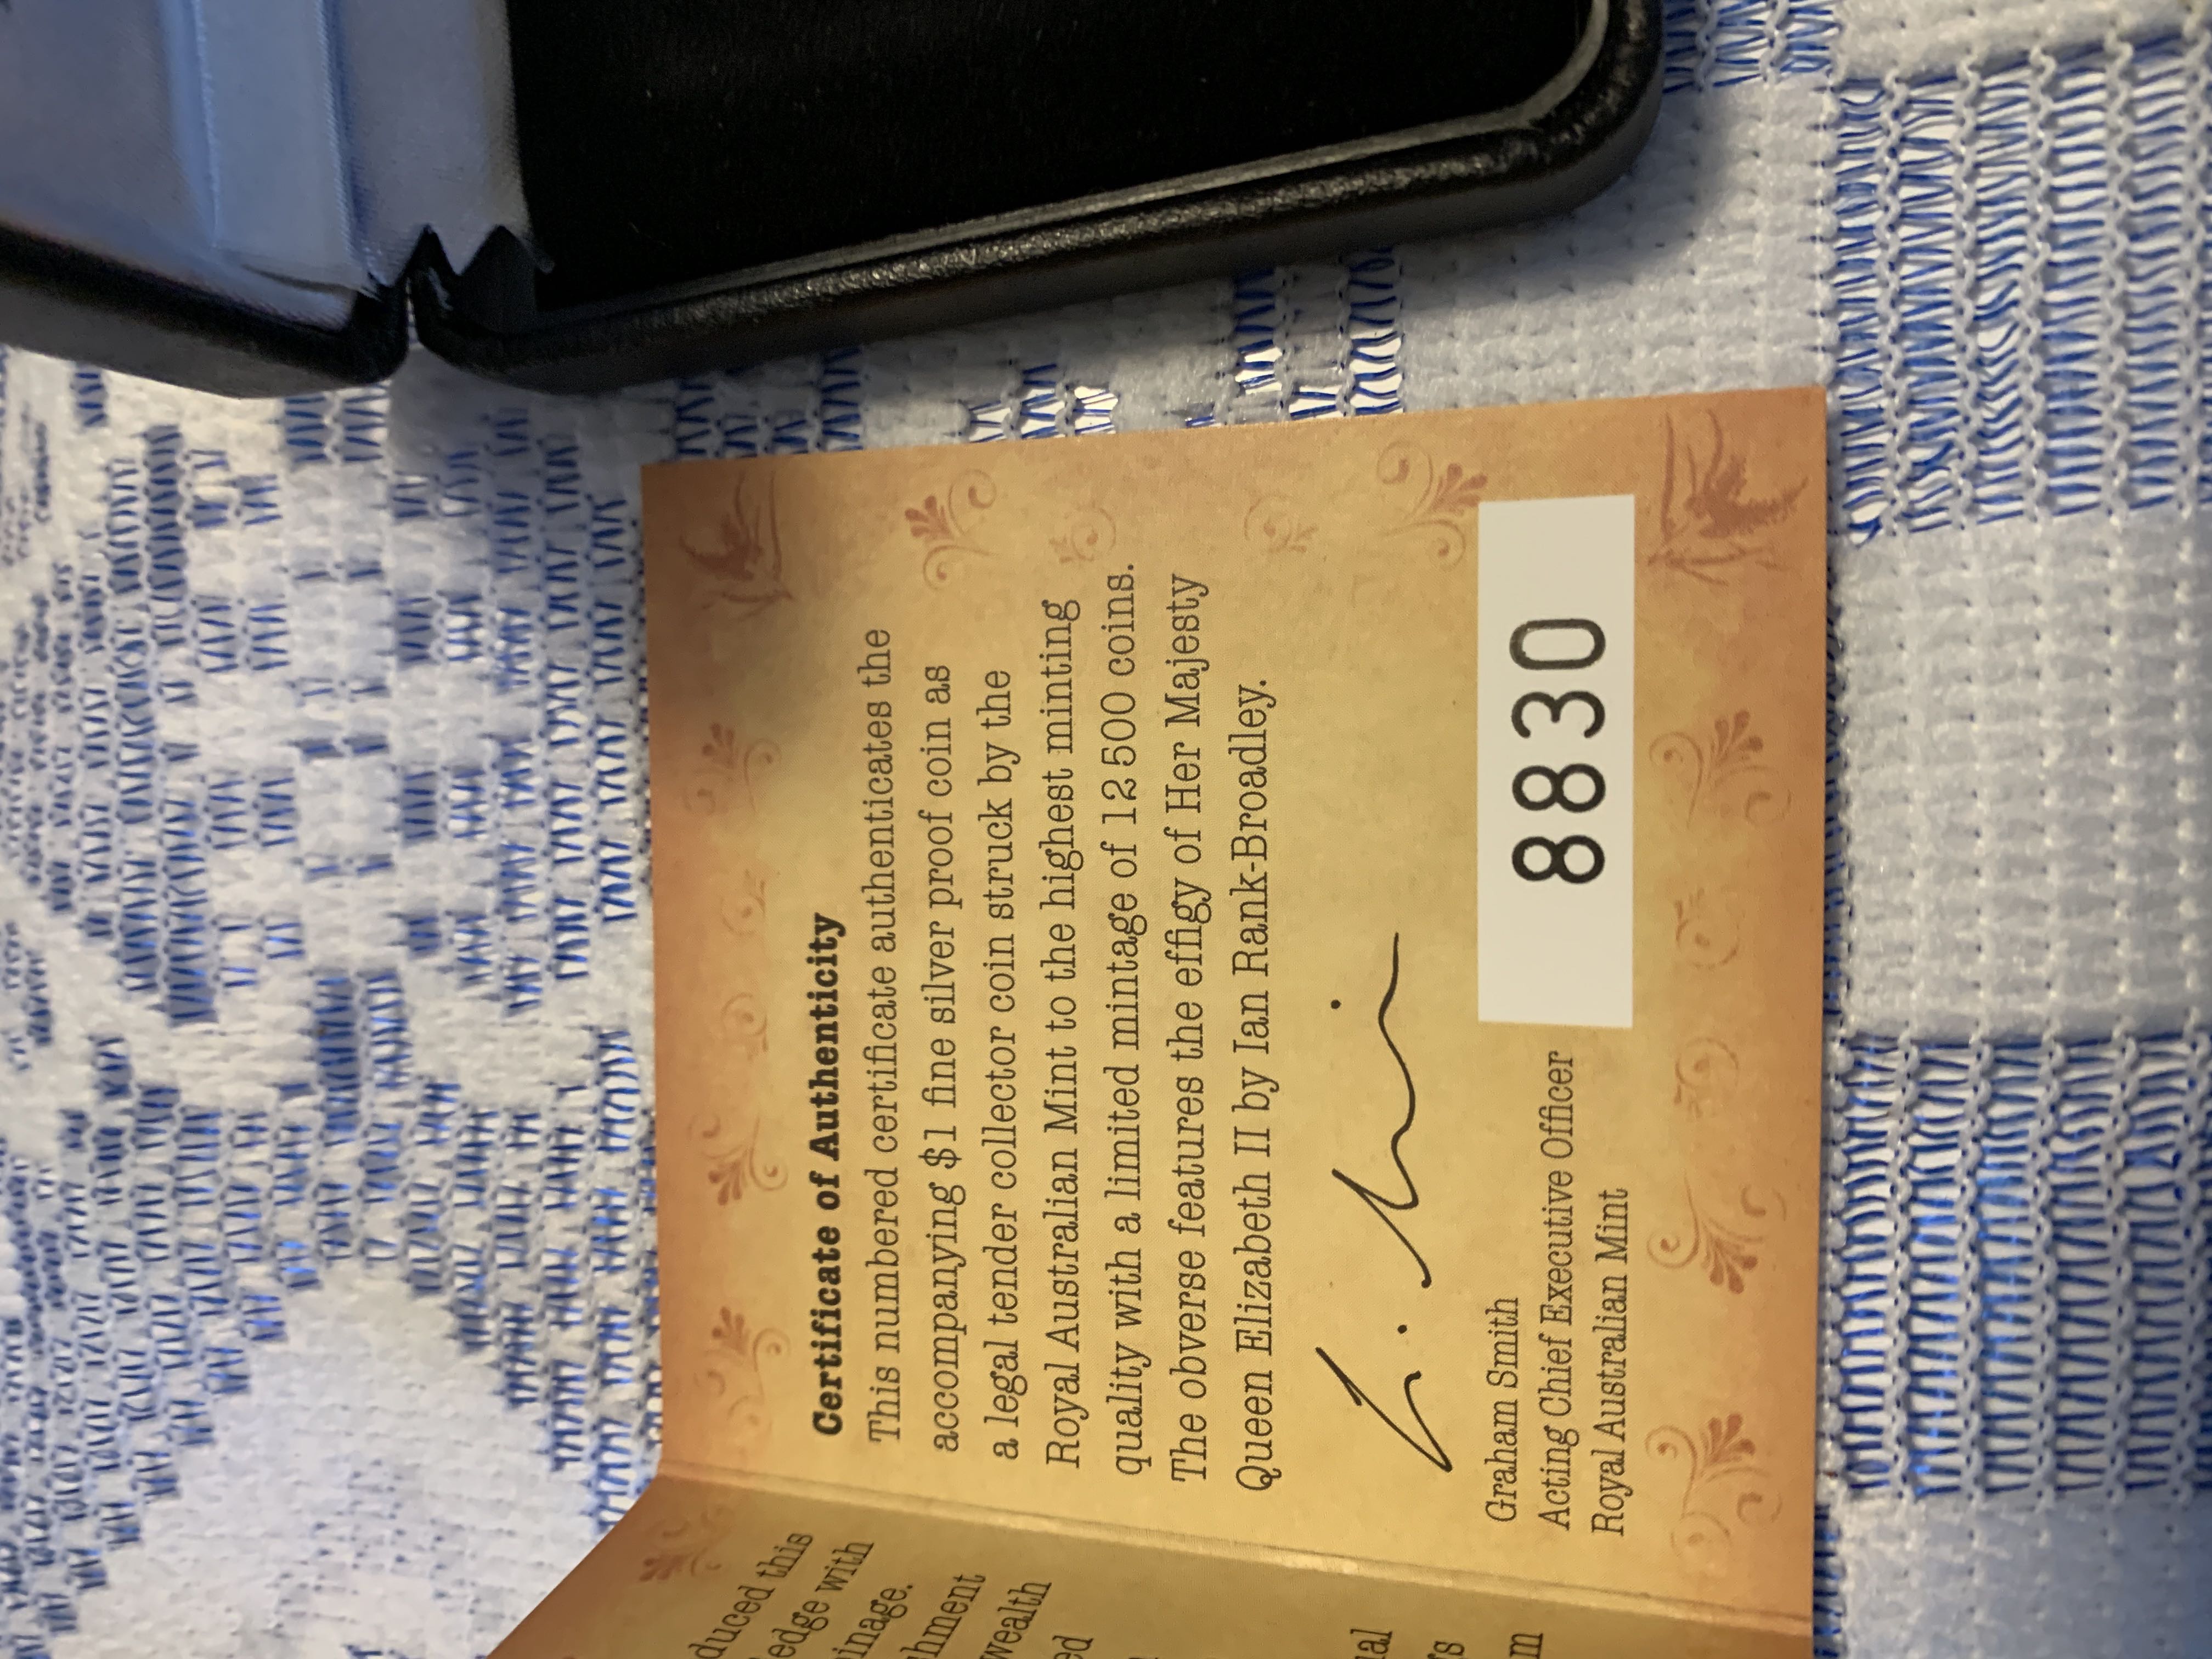 Certificate of Authenticity
This numbered certificate authenticates the
accompanying $1 fine silver proof coin as
a legal tender collector coin struck by the
Royal Australian Mint to the highest minting
quality with a limited mintage of 12 500 coins.
The obverse features the effigy of Her Majesty
Queen Elizabeth II by Ian Rank-Broadley.
Graham Smith
Acting Chief Executive Officer
Royal Australian Mint
8830
duced this
edge with
inage.
hment
wealth
ed
ial
m